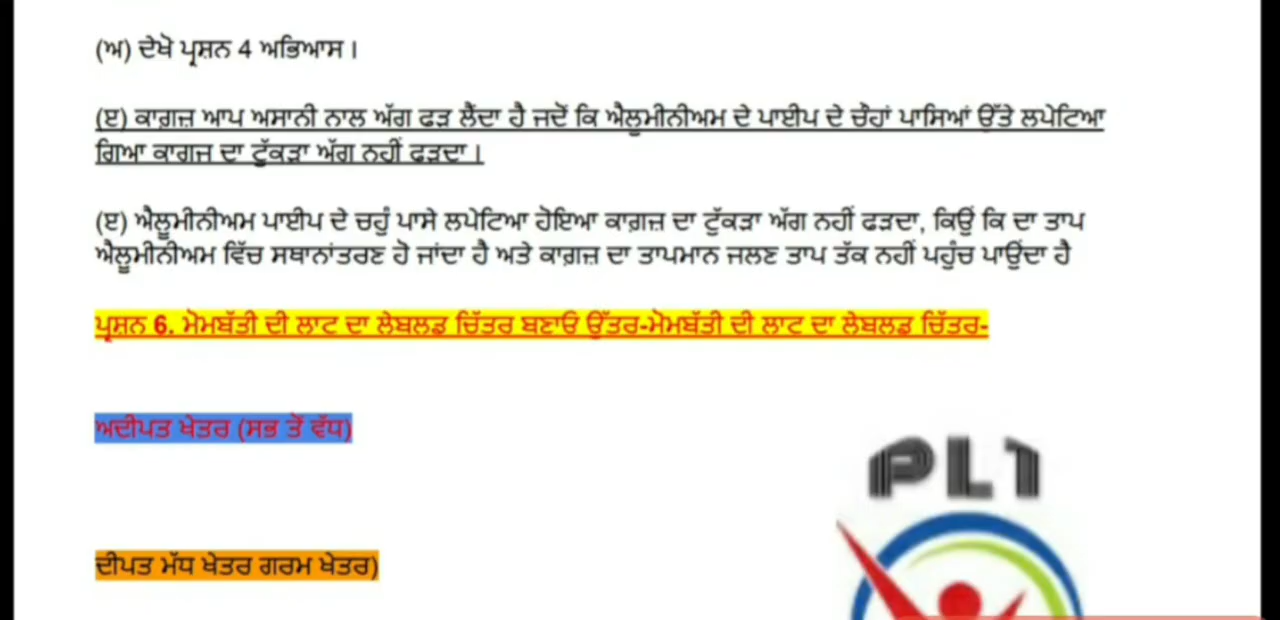 (ਅ) ਦੇਖੋ ਪ੍ਰਸ਼ਨ 4 ਅਭਿਆਸ ।
(ੲ) ਕਾਗਜ਼ ਆਪ ਅਸਾਨੀ ਨਾਲ ਅੱਗ ਫੜ ਲੈਂਦਾ ਹੈ ਜਦੋਂ ਕਿ ਐਲੂਮੀਨੀਅਮ ਦੇ ਪਾਈਪ ਦੇ ਚੌਹਾਂ ਪਾਸਿਆਂ ਉੱਤੇ ਲਪੇਟਿਆ
ਗਿਆ ਕਾਗਜ ਦਾ ਟੁੱਕੜਾ ਅੱਗ ਨਹੀਂ ਫੜਦਾ ।
(ੲ) ਐਲੂਮੀਨੀਅਮ ਪਾਈਪ ਦੇ ਚਹੁੰ ਪਾਸੇ ਲਪੇਟਿਆ ਹੋਇਆ ਕਾਗਜ਼ ਦਾ ਟੁੱਕੜਾ ਅੱਗ ਨਹੀਂ ਫੜਦਾ, ਕਿਉਂ ਕਿ ਦਾ ਤਾਪ
ਐਲੂਮੀਨੀਅਮ ਵਿੱਚ ਸਥਾਨਾਂਤਰਣ ਹੋ ਜਾਂਦਾ ਹੈ ਅਤੇ ਕਾਗਜ਼ ਦਾ ਤਾਪਮਾਨ ਜਲਣ ਤਾਪ ਤੱਕ ਨਹੀਂ ਪਹੁੰਚ ਪਾਉਂਦਾ ਹੈ
ਪ੍ਰਸ਼ਨ 6. ਮੋਮਬੱਤੀ ਦੀ ਲਾਟ ਦਾ ਲੇਬਲਡ ਚਿੱਤਰ ਬਣਾਓ ਉੱਤਰ-ਮੋਮਬੱਤੀ ਦੀ ਲਾਟ ਦਾ ਲੇਬਲਡ ਚਿੱਤਰ-
ਅਦੀਪਤ ਖੇਤਰ (ਸਭ ਤੋਂ ਵੱਧ)
PL1
ਦੀਪਤ ਮੱਧ ਖੇਤਰ ਗਰਮ ਖੇਤਰ)